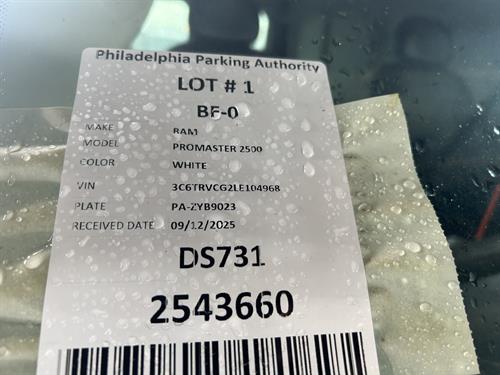 Philadelphia Parking Authority
LOT # 1
BF-0
MAKE RAM
MODEL PROMASTER 2500
COLOR WHITE
VIN 3C6TRVCG2LE104968
PLATE PA-ZYB9023
RECEIVED DATE 09/12/2025
DS731
2543660